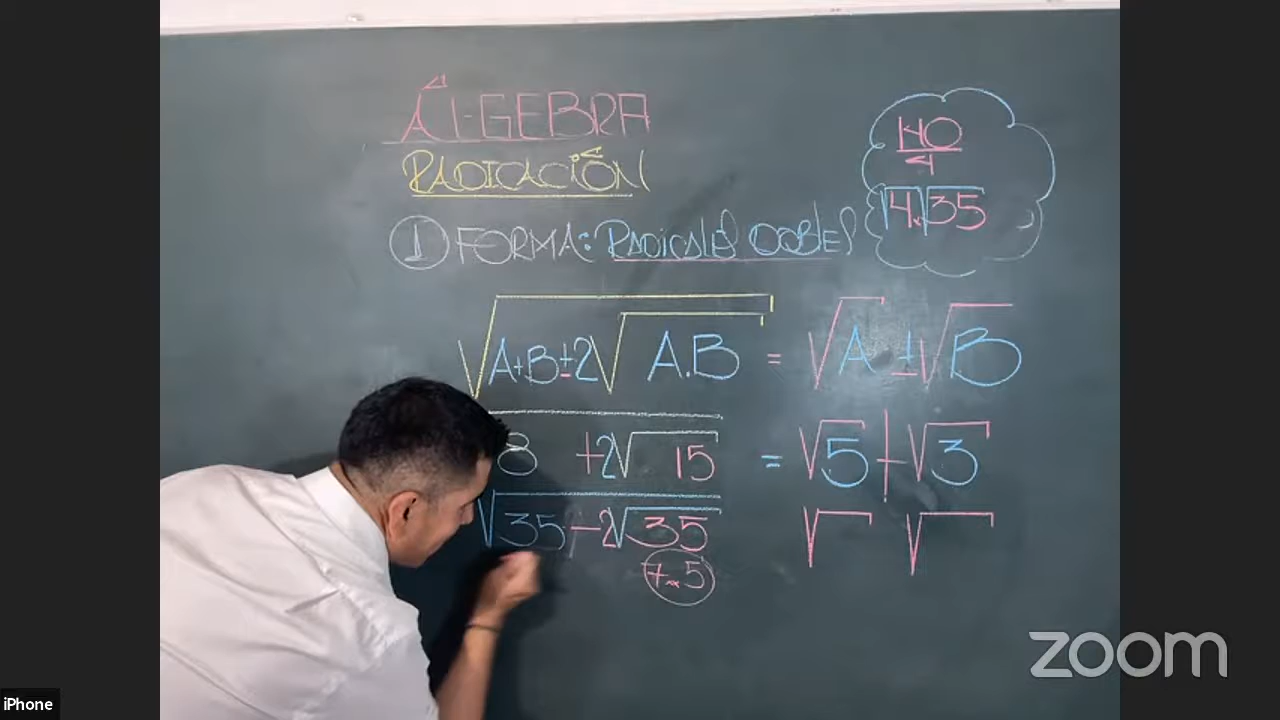 ÁLGEBRA
RADICACIÓN
① FORMA: RADICALES DOBLES
√A+B±2√A.B = √A ± √B
8 +2√15 = √5 + √3
√35 −2√35 √ √
7 x 5
140
4
√4.√35
zoom
iPhone